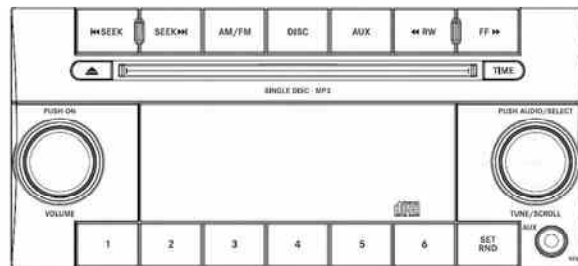 SEEK
SEEK
AM/FM
DISC
AUX
RW
FF
TIME
SINGLE DISC - MP3
PUSH ON
PUSH AUDIO/SELECT
VOLUME
TUNE/SCROLL
1
2
3
4
5
6
SET
RND
AUX